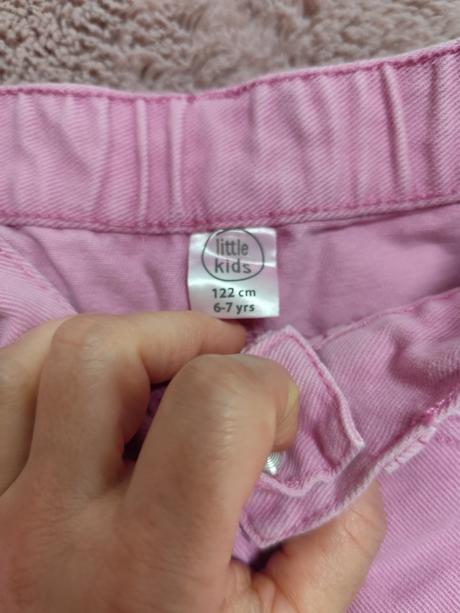 little
kids
122 cm
6-7 yrs